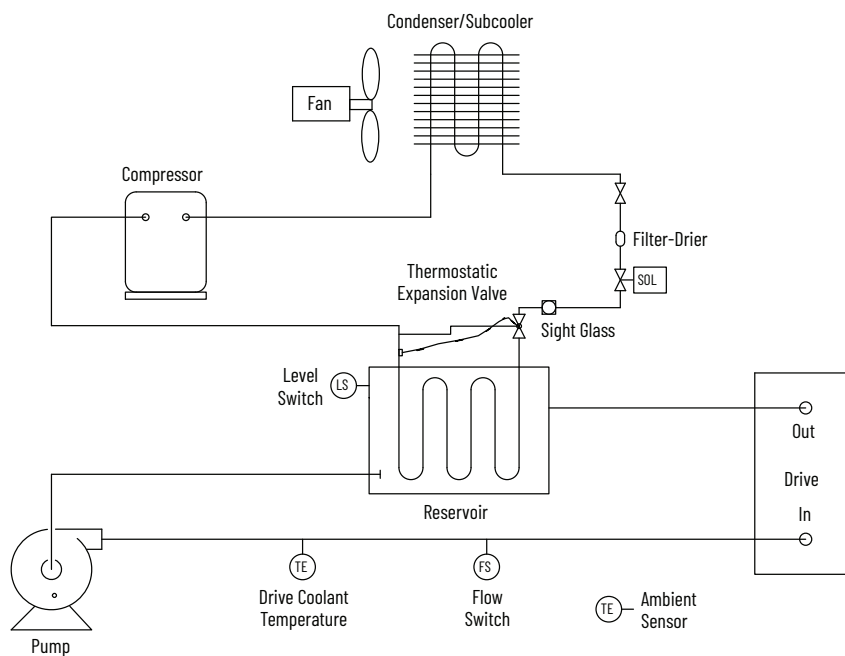 Condenser/Subcooler
Fan
Compressor
Filter-Drier
SOL
Thermostatic
Expansion Valve
Sight Glass
Level
Switch
LS
Out
Drive
In
Reservoir
TE
FS
Drive Coolant
Temperature
Flow
Switch
TE
Ambient
Sensor
Pump